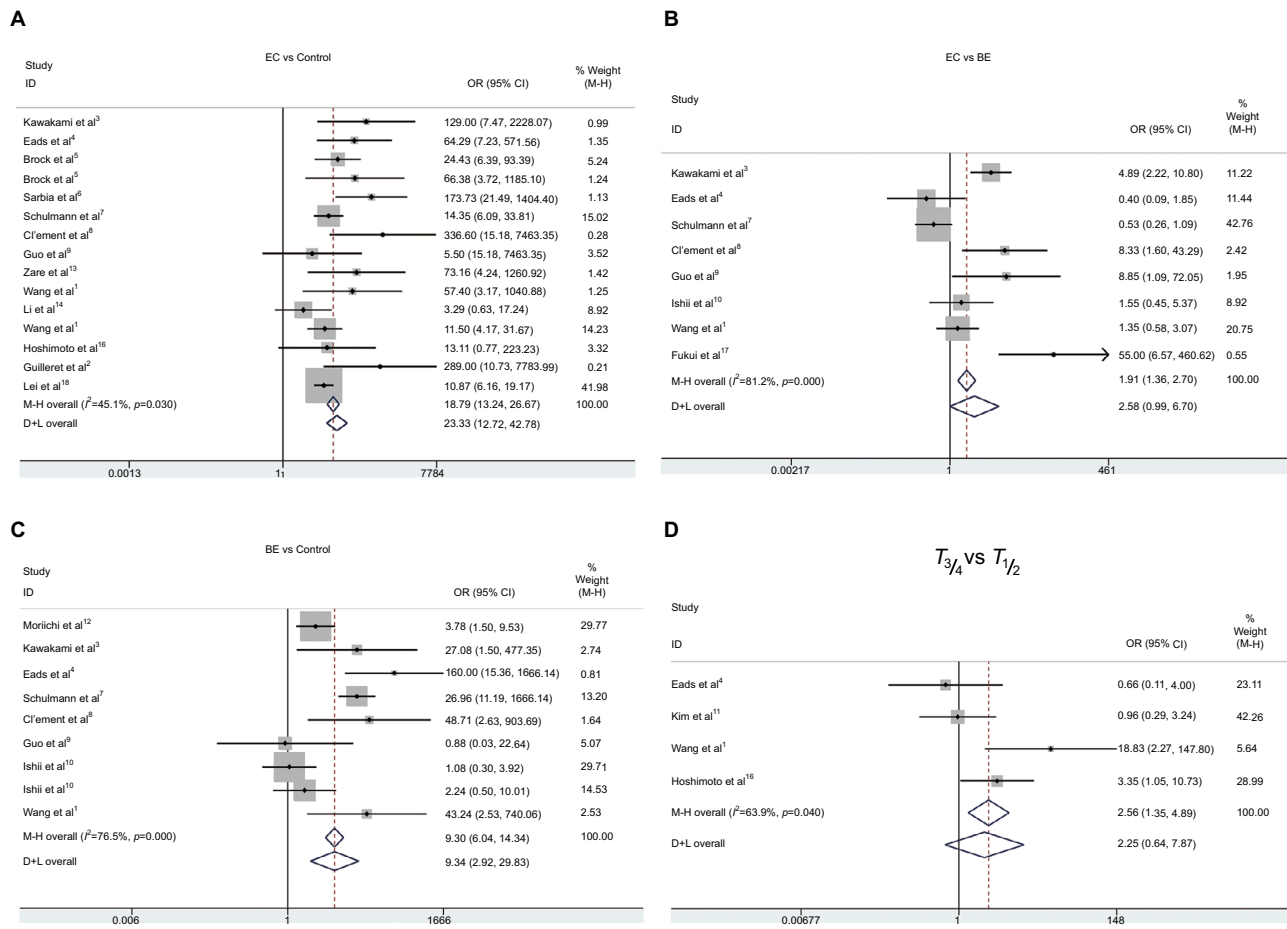 A
EC vs Control
Study
ID
OR (95% CI)
% Weight
(M-H)
Kawakami et al3 129.00 (7.47, 2228.07) 0.99
Eads et al4 64.29 (7.23, 571.56) 1.35
Brock et al5 24.43 (6.39, 93.39) 5.24
Brock et al5 66.38 (3.72, 1185.10) 1.24
Sarbia et al6 173.73 (21.49, 1404.40) 1.13
Schulmann et al7 14.35 (6.09, 33.81) 15.02
Cl'ement et al8 336.60 (15.18, 7463.35) 0.28
Guo et al9 5.50 (15.18, 7463.35) 3.52
Zare et al13 73.16 (4.24, 1260.92) 1.42
Wang et al1 57.40 (3.17, 1040.88) 1.25
Li et al14 3.29 (0.63, 17.24) 8.92
Wang et al1 11.50 (4.17, 31.67) 14.23
Hoshimoto et al16 13.11 (0.77, 223.23) 3.32
Guilleret et al2 289.00 (10.73, 7783.99) 0.21
Lei et al18 10.87 (6.16, 19.17) 41.98
M-H overall (I2=45.1%, p=0.030) 18.79 (13.24, 26.67) 100.00
D+L overall 23.33 (12.72, 42.78)
0.0013 1 7784
B
EC vs BE
Study
ID
OR (95% CI)
%
Weight
(M-H)
Kawakami et al3 4.89 (2.22, 10.80) 11.22
Eads et al4 0.40 (0.09, 1.85) 11.44
Schulmann et al7 0.53 (0.26, 1.09) 42.76
Cl'ement et al8 8.33 (1.60, 43.29) 2.42
Guo et al9 8.85 (1.09, 72.05) 1.95
Ishii et al10 1.55 (0.45, 5.37) 8.92
Wang et al1 1.35 (0.58, 3.07) 20.75
Fukui et al17 55.00 (6.57, 460.62) 0.55
M-H overall (I2=81.2%, p=0.000) 1.91 (1.36, 2.70) 100.00
D+L overall 2.58 (0.99, 6.70)
0.00217 1 461
C
BE vs Control
Study
ID
OR (95% CI)
%
Weight
(M-H)
Moriichi et al12 3.78 (1.50, 9.53) 29.77
Kawakami et al3 27.08 (1.50, 477.35) 2.74
Eads et al4 160.00 (15.36, 1666.14) 0.81
Schulmann et al7 26.96 (11.19, 1666.14) 13.20
Cl'ement et al8 48.71 (2.63, 903.69) 1.64
Guo et al9 0.88 (0.03, 22.64) 5.07
Ishii et al10 1.08 (0.30, 3.92) 29.71
Ishii et al10 2.24 (0.50, 10.01) 14.53
Wang et al1 43.24 (2.53, 740.06) 2.53
M-H overall (I2=76.5%, p=0.000) 9.30 (6.04, 14.34) 100.00
D+L overall 9.34 (2.92, 29.83)
0.006 1 1666
D
T3/4 vs T1/2
Study
ID
OR (95% CI)
%
Weight
(M-H)
Eads et al4 0.66 (0.11, 4.00) 23.11
Kim et al11 0.96 (0.29, 3.24) 42.26
Wang et al1 18.83 (2.27, 147.80) 5.64
Hoshimoto et al16 3.35 (1.05, 10.73) 28.99
M-H overall (I2=63.9%, p=0.040) 2.56 (1.35, 4.89) 100.00
D+L overall 2.25 (0.64, 7.87)
0.00677 1 148